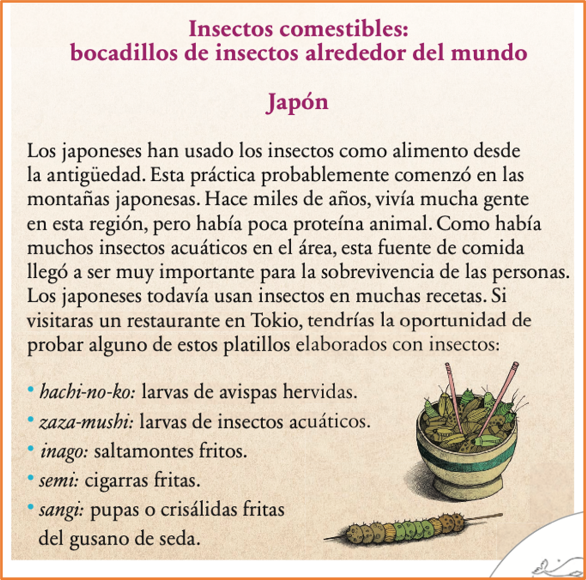 Insectos comestibles:
bocadillos de insectos alrededor del mundo
Japón
Los japoneses han usado los insectos como alimento desde
la antigüedad. Esta práctica probablemente comenzó en las
montañas japonesas. Hace miles de años, vivía mucha gente
en esta región, pero había poca proteína animal. Como había
muchos insectos acuáticos en el área, esta fuente de comida
llegó a ser muy importante para la sobrevivencia de las personas.
Los japoneses todavía usan insectos en muchas recetas. Si
visitaras un restaurante en Tokio, tendrías la oportunidad de
probar alguno de estos platillos elaborados con insectos:
• hachi-no-ko: larvas de avispas hervidas.
• zaza-mushi: larvas de insectos acuáticos.
• inago: saltamontes fritos.
• semi: cigarras fritas.
• sangi: pupas o crisálidas fritas
del gusano de seda.